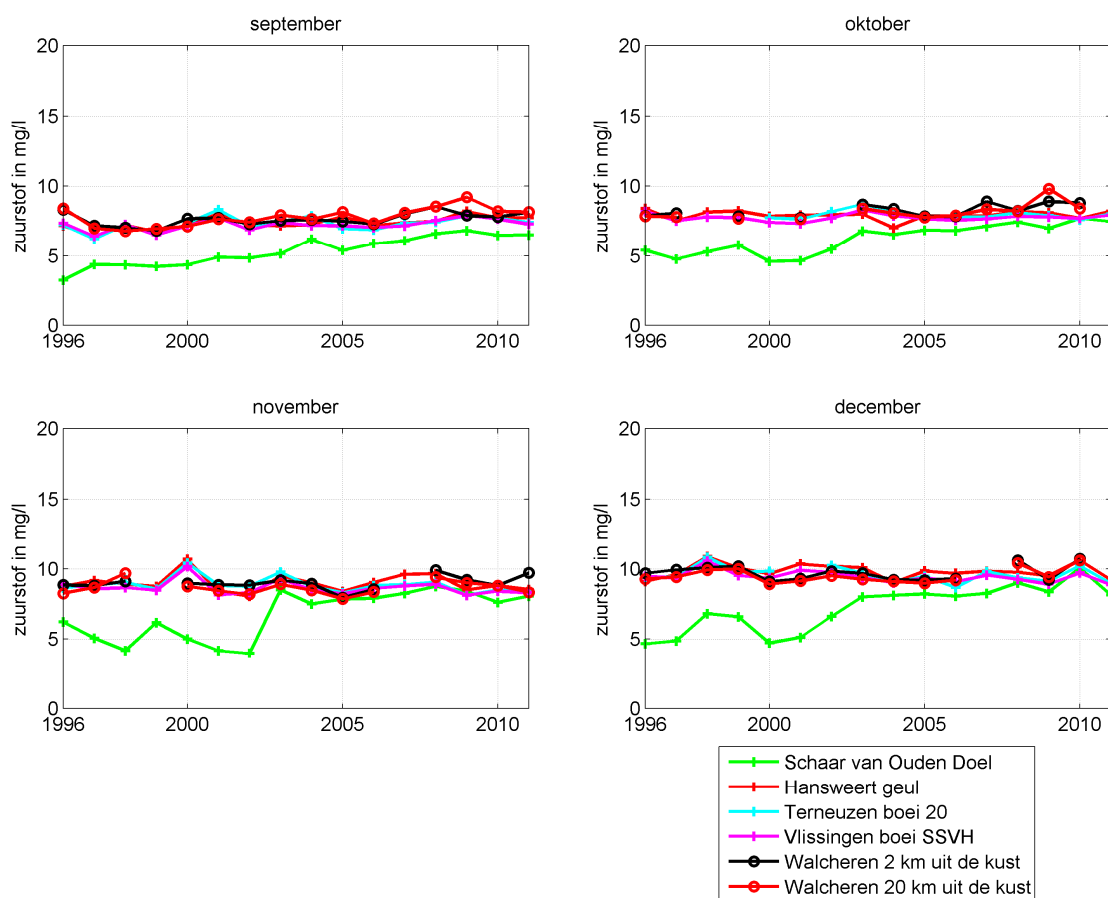 september
20
15
10
5
0
zuurstof in mg/l
1996 2000 2005 2010
oktober
20
15
10
5
0
zuurstof in mg/l
1996 2000 2005 2010
november
20
15
10
5
0
zuurstof in mg/l
1996 2000 2005 2010
december
20
15
10
5
0
zuurstof in mg/l
1996 2000 2005 2010
Schaar van Ouden Doel
Hansweert geul
Terneuzen boei 20
Vlissingen boei SSVH
Walcheren 2 km uit de kust
Walcheren 20 km uit de kust